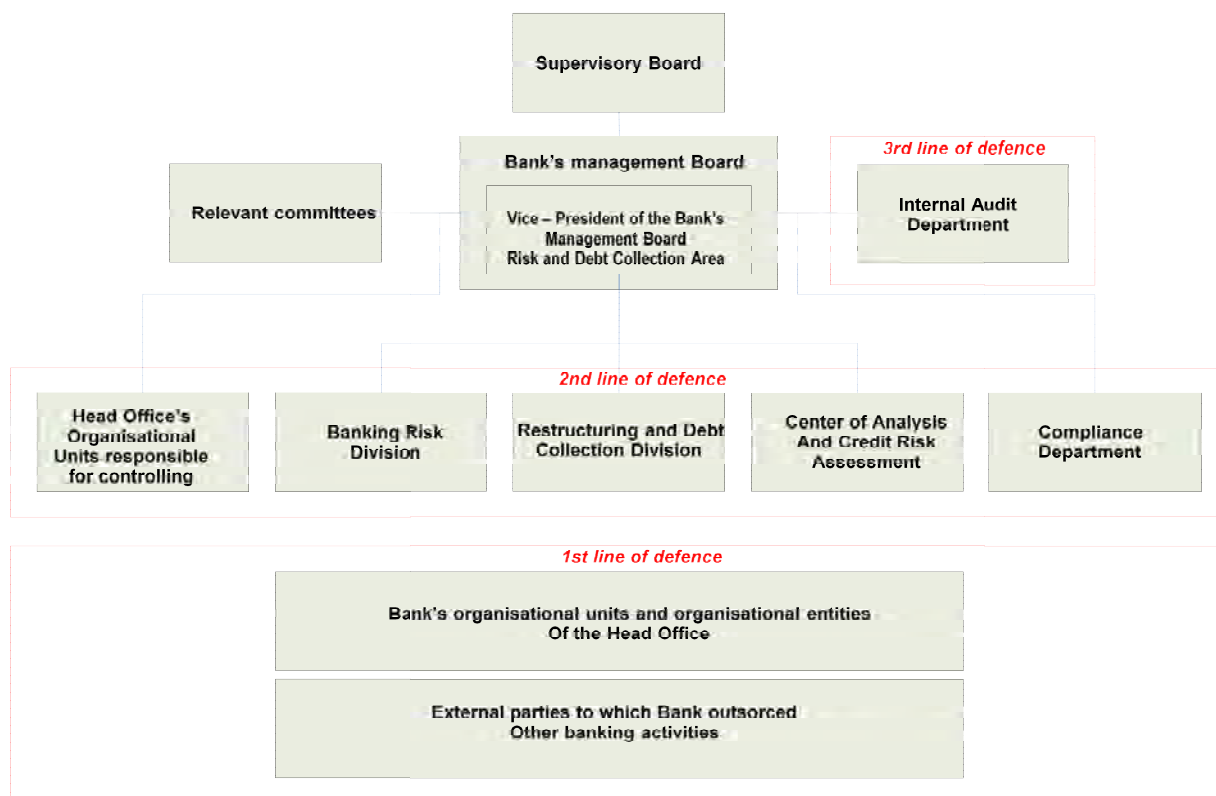 Supervisory Board
Bank's management Board
3rd line of defence
Relevant committees
Vice – President of the Bank's
Management Board
Risk and Debt Collection Area
Internal Audit
Department
2nd line of defence
Head Office's
Organisational
Units responsible
for controlling
Banking Risk
Division
Restructuring and Debt
Collection Division
Center of Analysis
And Credit Risk
Assessment
Compliance
Department
1st line of defence
Bank's organisational units and organisational entities
Of the Head Office
External parties to which Bank outsorced
Other banking activities